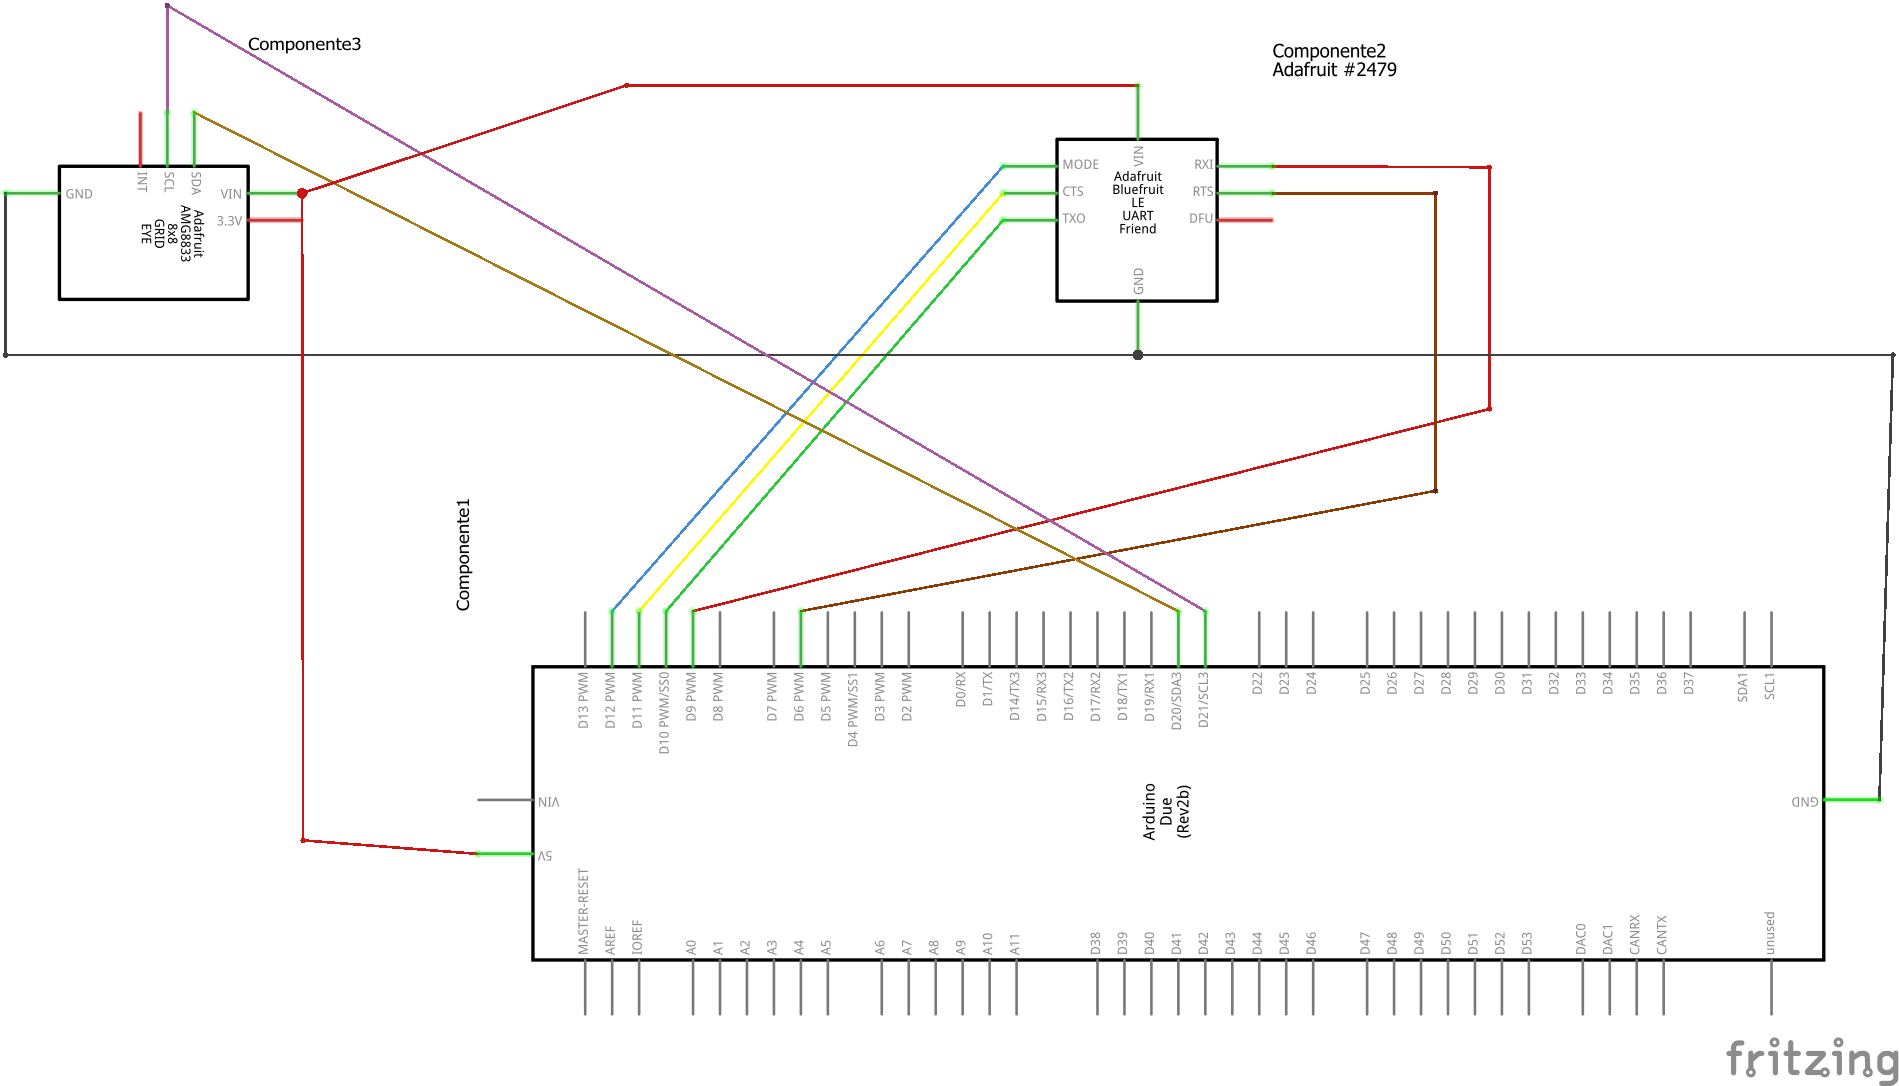 Componente3
Componente2
Adafruit #2479
INT
SCL
SDA
GND
VIN
3.3V
Adafruit
AMG8833
8x8
GRID
EYE
VIN
MODE
CTS
TXO
RXI
RTS
DFU
Adafruit
Bluefruit
LE
UART
Friend
GND
Componente1
D13 PWM
D12 PWM
D11 PWM
D10 PWM/SS0
D9 PWM
D8 PWM
D7 PWM
D6 PWM
D5 PWM
D4 PWM/SS1
D3 PWM
D2 PWM
D0/RX
D1/TX
D14/TX3
D15/RX3
D16/TX2
D17/RX2
D18/TX1
D19/RX1
D20/SDA3
D21/SCL3
D22
D23
D24
D25
D26
D27
D28
D29
D30
D31
D32
D33
D34
D35
D36
D37
SDA1
SCL1
VIN
5V
Arduino
Due
(Rev2b)
GND
MASTER-RESET
AREF
IOREF
A0
A1
A2
A3
A4
A5
A6
A7
A8
A9
A10
A11
D38
D39
D40
D41
D42
D43
D44
D45
D46
D47
D48
D49
D50
D51
D52
D53
DAC0
DAC1
CANRX
CANTX
unused
fritzing